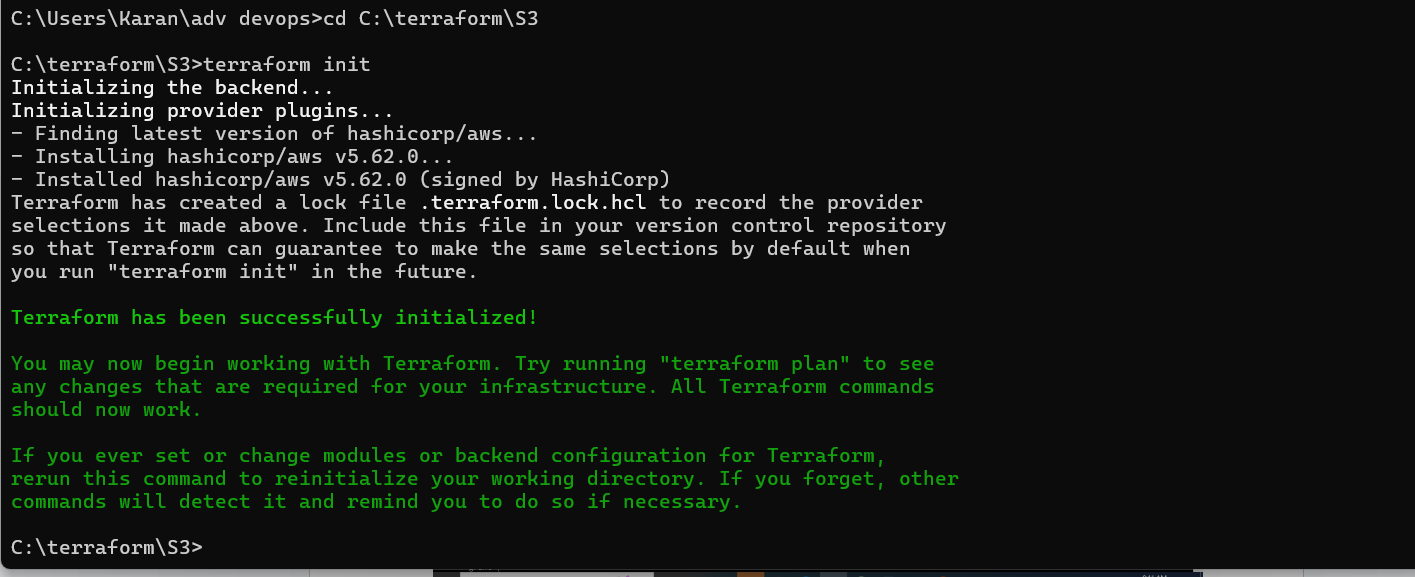 C:\Users\Karan\adv devops>cd C:\terraform\S3
C:\terraform\S3>terraform init
Initializing the backend...
Initializing provider plugins...
- Finding latest version of hashicorp/aws...
- Installing hashicorp/aws v5.62.0...
- Installed hashicorp/aws v5.62.0 (signed by HashiCorp)
Terraform has created a lock file .terraform.lock.hcl to record the provider
selections it made above. Include this file in your version control repository
so that Terraform can guarantee to make the same selections by default when
you run "terraform init" in the future.
Terraform has been successfully initialized!
You may now begin working with Terraform. Try running "terraform plan" to see
any changes that are required for your infrastructure. All Terraform commands
should now work.
If you ever set or change modules or backend configuration for Terraform,
rerun this command to reinitialize your working directory. If you forget, other
commands will detect it and remind you to do so if necessary.
C:\terraform\S3>